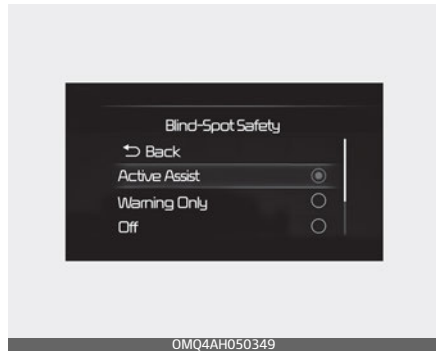 Blind-Spot Safety
Back
Active Assist
Warning Only
Off
OMQ4AH050349